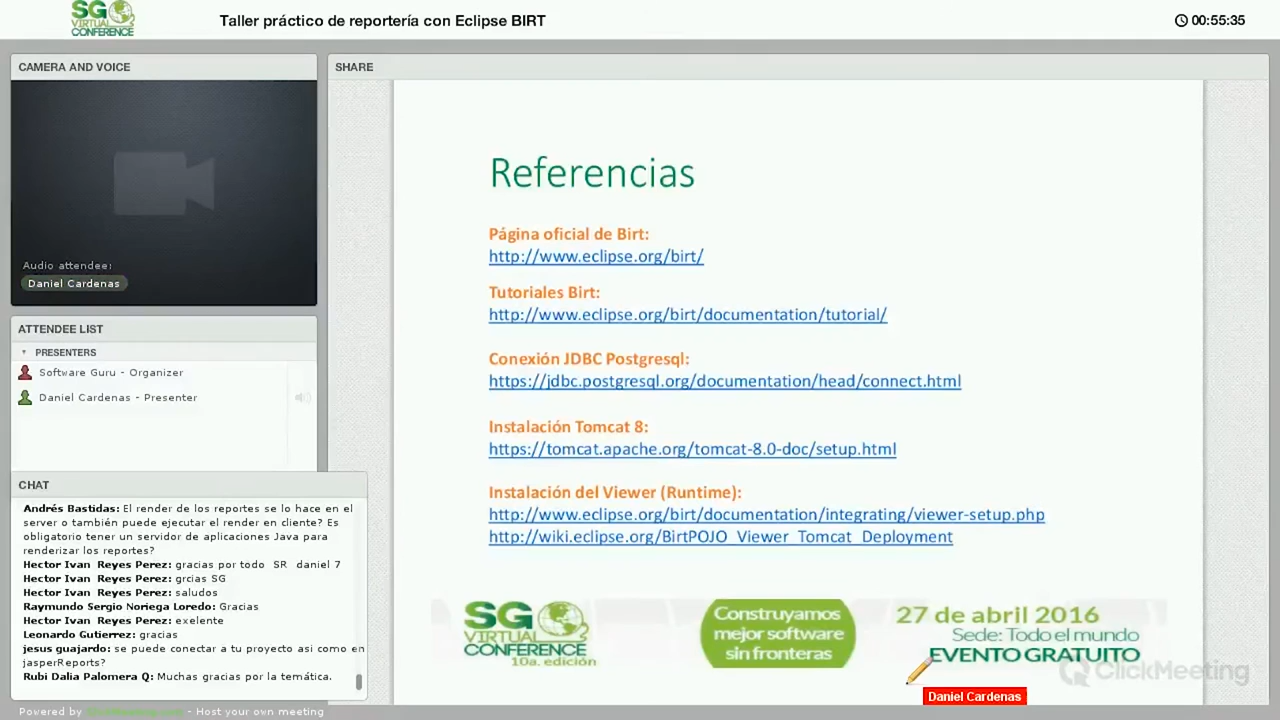 SG
VIRTUAL
CONFERENCE
Taller práctico de reportería con Eclipse BIRT
00:55:35
CAMERA AND VOICE
Audio attendee:
Daniel Cardenas
ATTENDEE LIST
PRESENTERS
Software Guru - Organizer
Daniel Cardenas - Presenter
CHAT
Andrés Bastidas: El render de los reportes se lo hace en el
server o también puede ejecutar el render en cliente? Es
obligatorio tener un servidor de aplicaciones Java para
renderizar los reportes?
Hector Ivan Reyes Perez: gracias por todo SR daniel 7
Hector Ivan Reyes Perez: grcias SG
Hector Ivan Reyes Perez: saludos
Raymundo Sergio Noriega Loredo: Gracias
Hector Ivan Reyes Perez: exelente
Leonardo Gutierrez: gracias
jesus guajardo: se puede conectar a tu proyecto asi como en
jasperReports?
Rubi Dalia Palomera Q: Muchas gracias por la temática.
Powered by ClickMeeting.com - Host your own meeting
SHARE
Referencias
Página oficial de Birt:
http://www.eclipse.org/birt/
Tutoriales Birt:
http://www.eclipse.org/birt/documentation/tutorial/
Conexión JDBC Postgresql:
https://jdbc.postgresql.org/documentation/head/connect.html
Instalación Tomcat 8:
https://tomcat.apache.org/tomcat-8.0-doc/setup.html
Instalación del Viewer (Runtime):
http://www.eclipse.org/birt/documentation/integrating/viewer-setup.php
http://wiki.eclipse.org/BirtPOJO_Viewer_Tomcat_Deployment
SG
VIRTUAL
CONFERENCE
10a. edición
Construyamos
mejor software
sin fronteras
27 de abril 2016
Sede: Todo el mundo
EVENTO GRATUITO
ClickMeeting
Daniel Cardenas